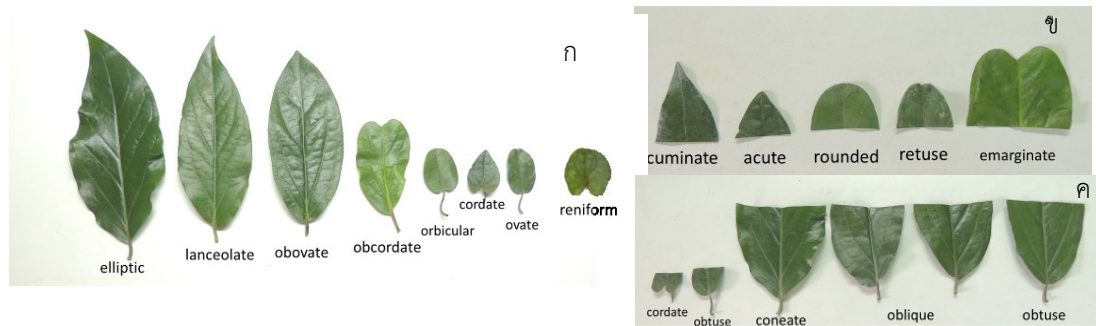 ก
elliptic
lanceolate
obovate
obcordate
orbicular
cordate
ovate
reniform
ข
cuminate
acute
rounded
retuse
emarginate
ค
cordate
obtuse
coneate
oblique
obtuse